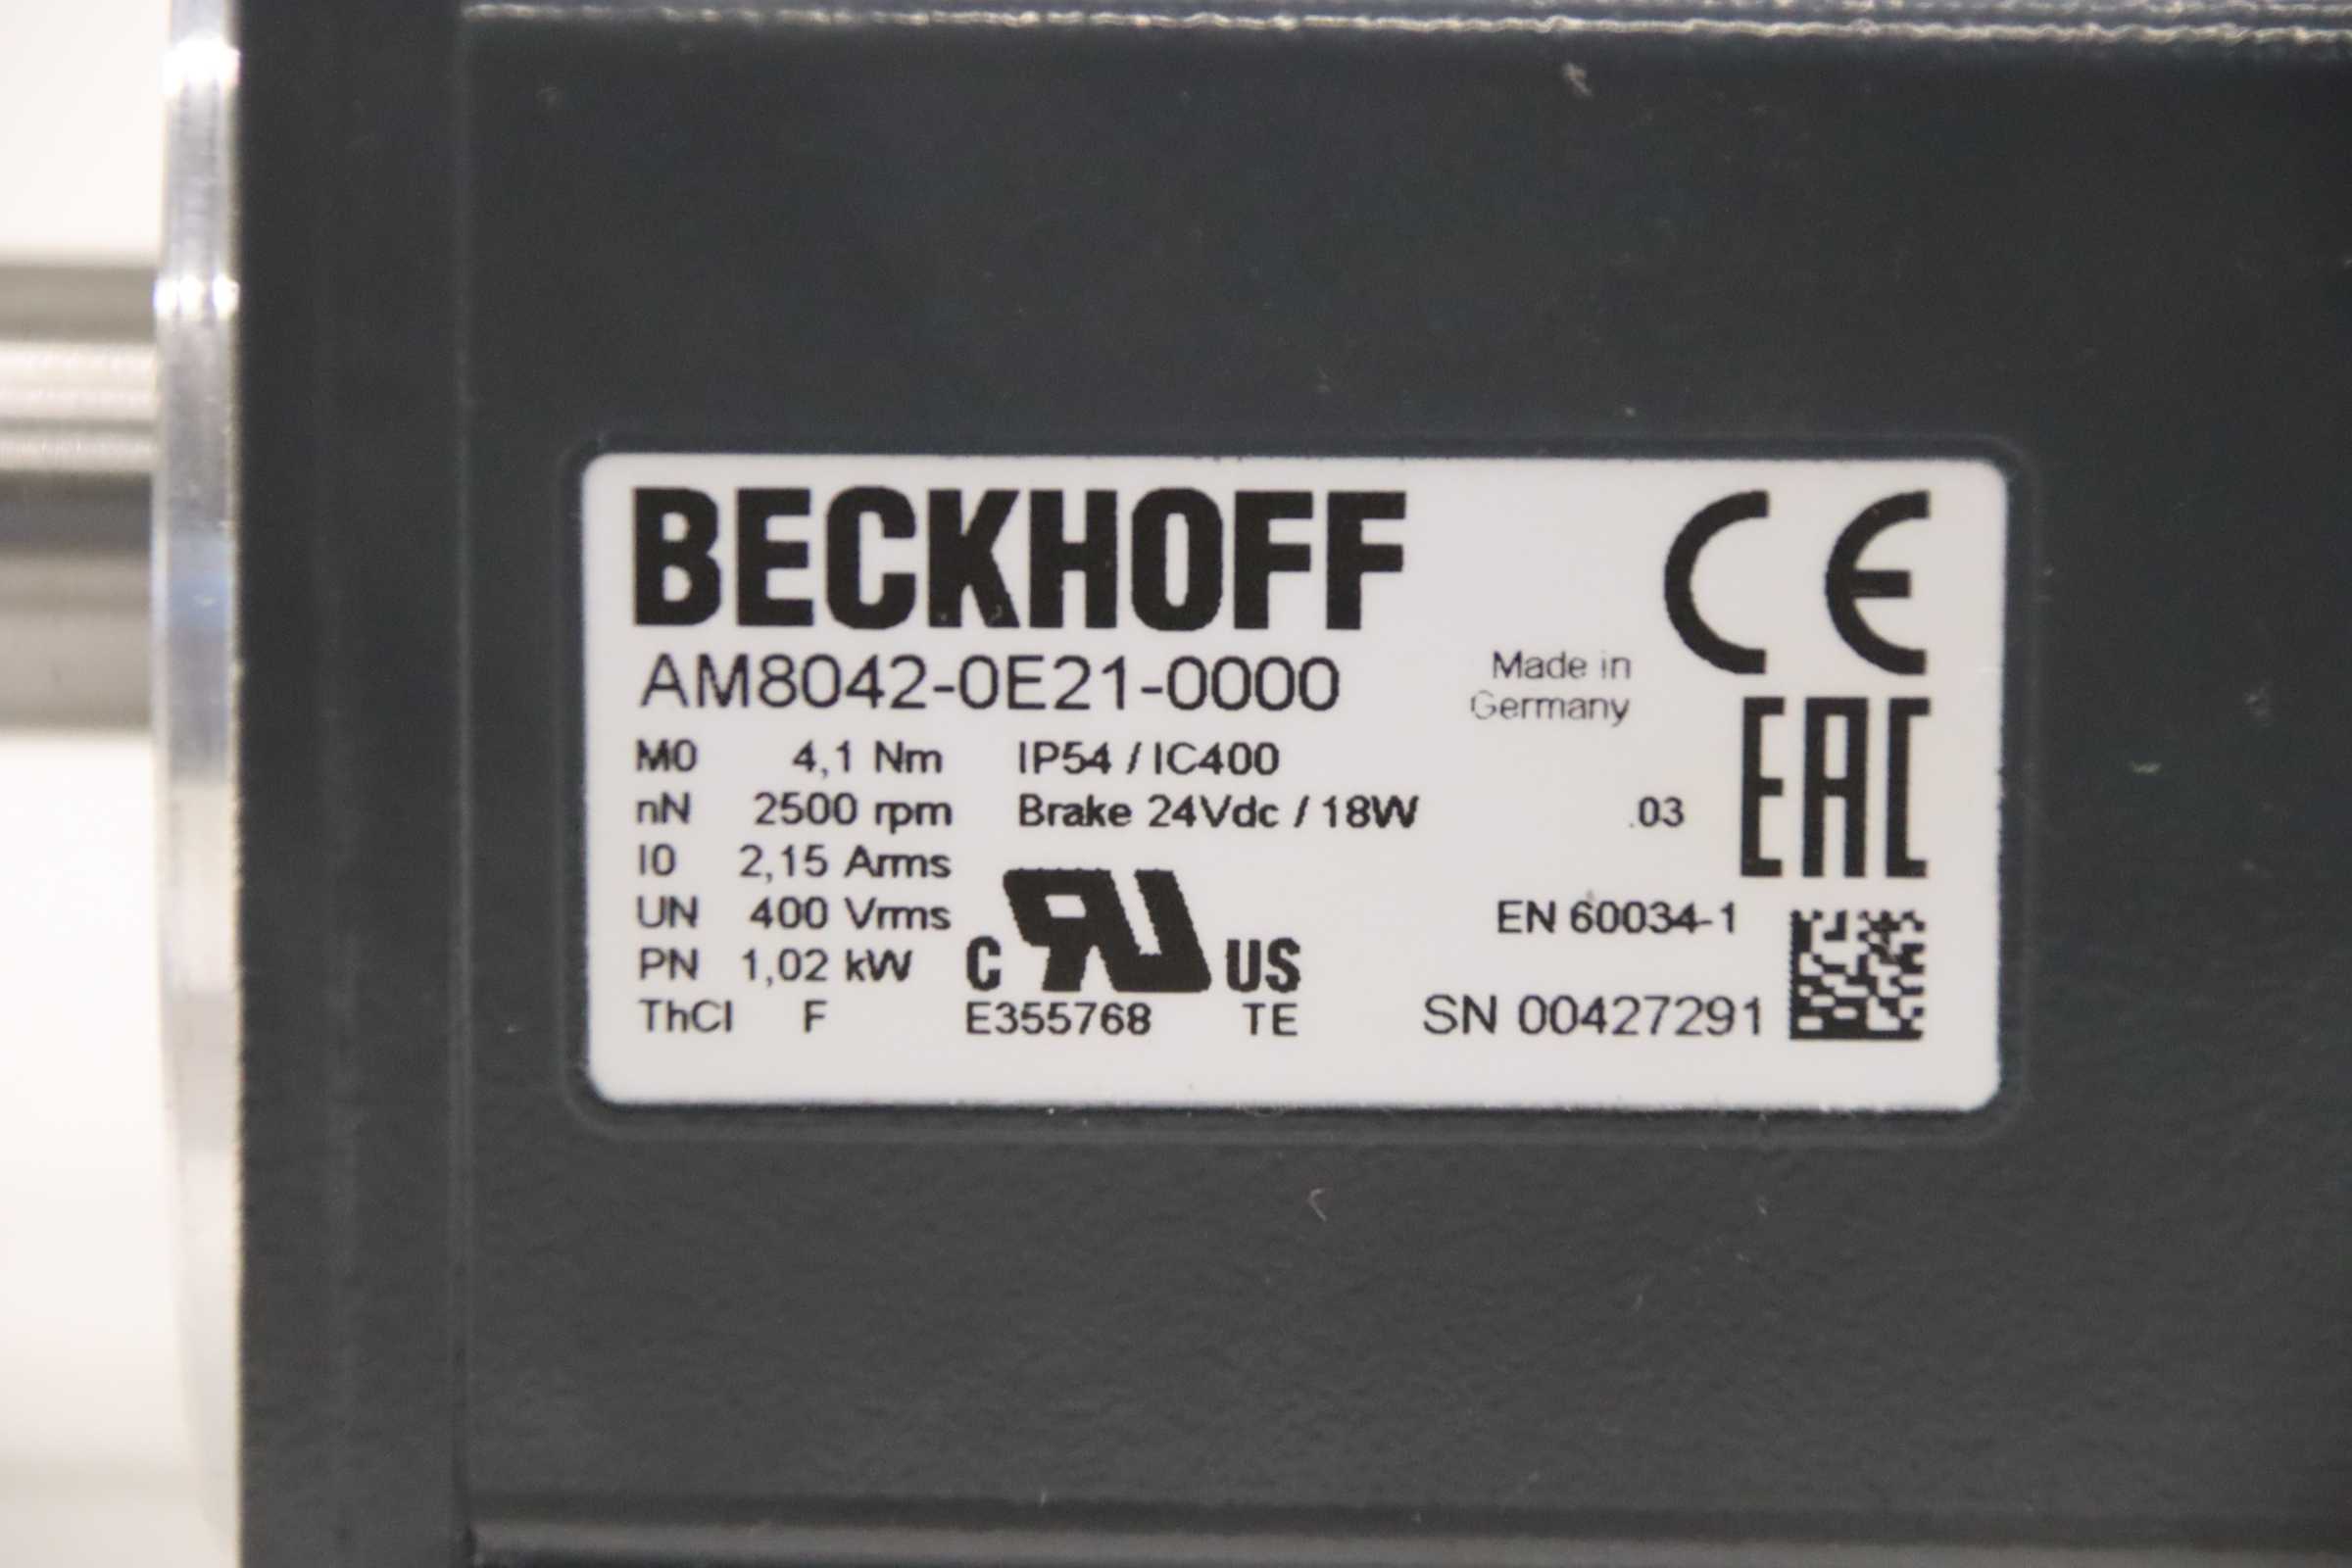 BECKHOFF
CE
AM8042-0E21-0000
Made in
Germany
EAC
M0 4,1 Nm IP54 / IC400
nN 2500 rpm Brake 24Vdc / 18W .03
I0 2,15 Arms
UN 400 Vrms EN 60034-1
PN 1,02 kW C RU US
ThCl F E355768 TE SN 00427291